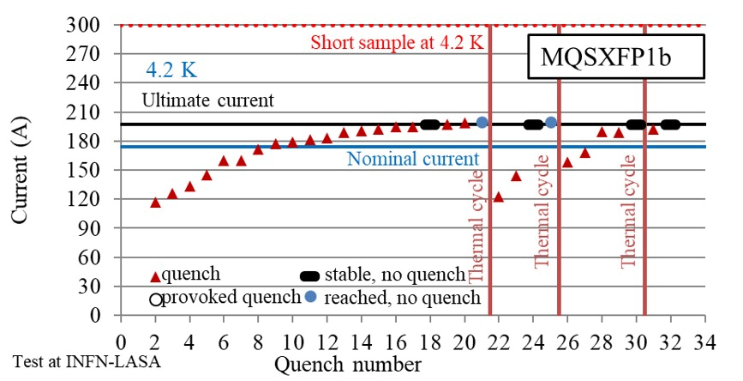 300
270
240
210
180
150
120
90
60
30
0
Current (A)
Short sample at 4.2 K
MQSXFP1b
4.2 K
Ultimate current
Nominal current
Thermal cycle
Thermal cycle
Thermal cycle
quench
stable, no quench
provoked quench
reached, no quench
0 2 4 6 8 10 12 14 16 18 20 22 24 26 28 30 32 34
Test at INFN-LASA
Quench number